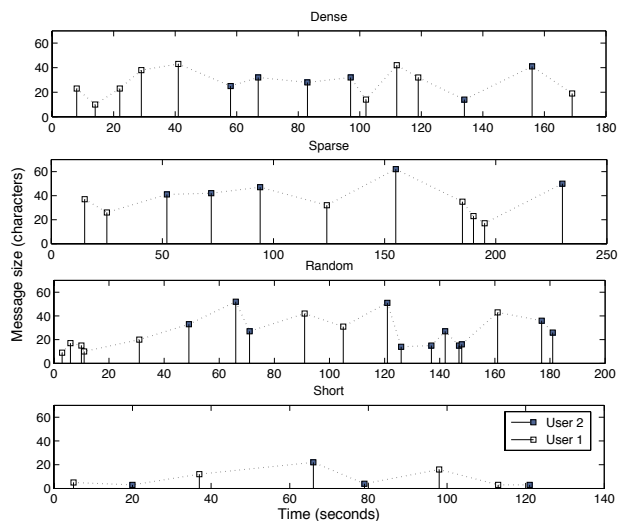 Dense
60
40
20
0
0 20 40 60 80 100 120 140 160 180
Sparse
60
40
20
0
0 50 100 150 200 250
Random
60
40
20
0
0 20 40 60 80 100 120 140 160 180 200
Short
60
40
20
0
0 20 40 60 80 100 120 140
User 2
User 1
Time (seconds)
Message size (characters)